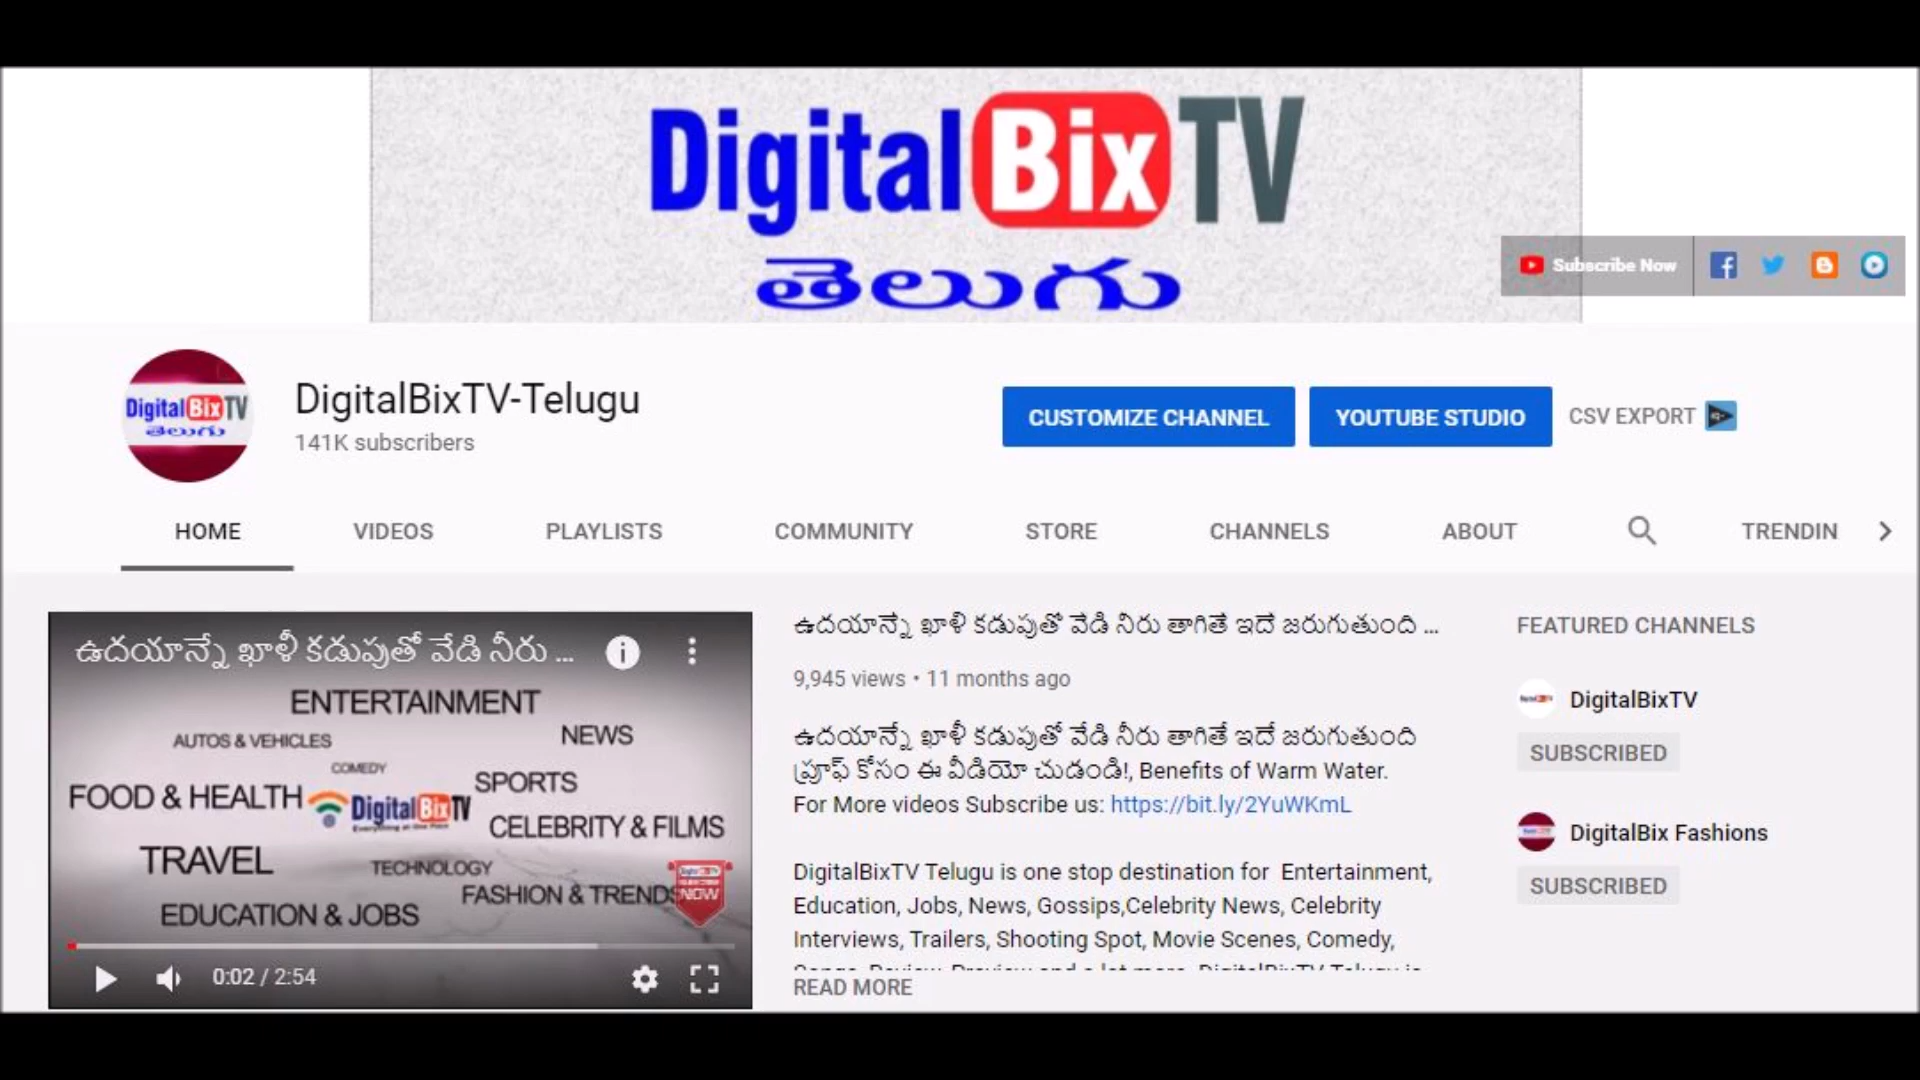 DigitalBixTV
తెలుగు
Subscribe Now
DigitalBixTV
తెలుగు
DigitalBixTV-Telugu
141K subscribers
CUSTOMIZE CHANNEL
YOUTUBE STUDIO
CSV EXPORT
HOME
VIDEOS
PLAYLISTS
COMMUNITY
STORE
CHANNELS
ABOUT
TRENDIN
ఉదయాన్నే ఖాళీ కడుపుతో వేడి నీరు ...
ENTERTAINMENT
AUTOS & VEHICLES
NEWS
COMEDY
FOOD & HEALTH
SPORTS
DigitalBixTV
Everything at One Point
CELEBRITY & FILMS
TRAVEL
TECHNOLOGY
FASHION & TRENDS
NOW
EDUCATION & JOBS
0:02 / 2:54
ఉదయాన్నే ఖాళీ కడుపుతో వేడి నీరు తాగితే ఇదే జరుగుతుంది ...
9,945 views • 11 months ago
ఉదయాన్నే ఖాళీ కడుపుతో వేడి నీరు తాగితే ఇదే జరుగుతుంది
ప్రూఫ్ కోసం ఈ వీడియో చుడండి!, Benefits of Warm Water.
For More videos Subscribe us: https://bit.ly/2YuWKmL
DigitalBixTV Telugu is one stop destination for Entertainment,
Education, Jobs, News, Gossips,Celebrity News, Celebrity
Interviews, Trailers, Shooting Spot, Movie Scenes, Comedy,
READ MORE
FEATURED CHANNELS
DigitalBixTV
SUBSCRIBED
DigitalBix Fashions
SUBSCRIBED